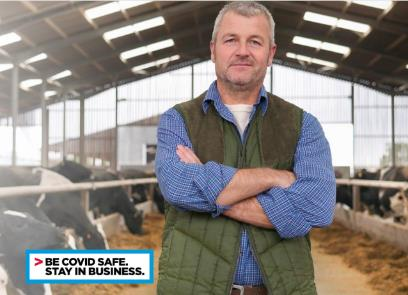 > BE COVID SAFE.
STAY IN BUSINESS.